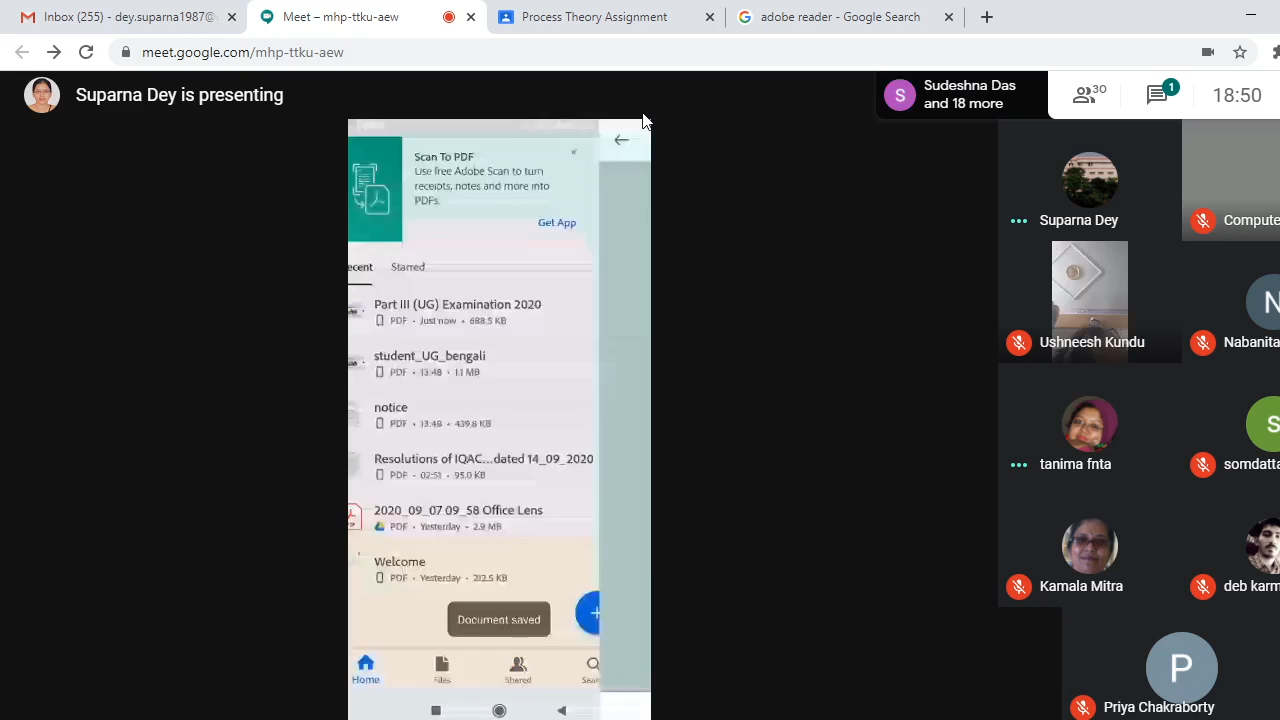 Inbox (255) - dey.suparna1987@
Meet – mhp-ttku-aew
Process Theory Assignment
adobe reader - Google Search
meet.google.com/mhp-ttku-aew
Suparna Dey is presenting
Sudeshna Das
and 18 more
30
1
18:50
Scan To PDF
Use free Adobe Scan to turn
receipts, notes and more into
PDFs.
Get App
ecent
Starred
Part III (UG) Examination 2020
PDF • Just now • 688.5 KB
student_UG_bengali
PDF • 13:48 • 1.1 MB
notice
PDF • 13:48 • 439.8 KB
Resolutions of IQAC...dated 14_09_2020
PDF • 02:51 • 95.0 KB
2020_09_07 09_58 Office Lens
PDF • Yesterday • 2.9 MB
Welcome
PDF • Yesterday • 212.5 KB
Document saved
Home
Files
Shared
Sear
Suparna Dey
Compute
Ushneesh Kundu
N
Nabanita
tanima fnta
S
somdatta
Kamala Mitra
deb karm
P
Priya Chakraborty